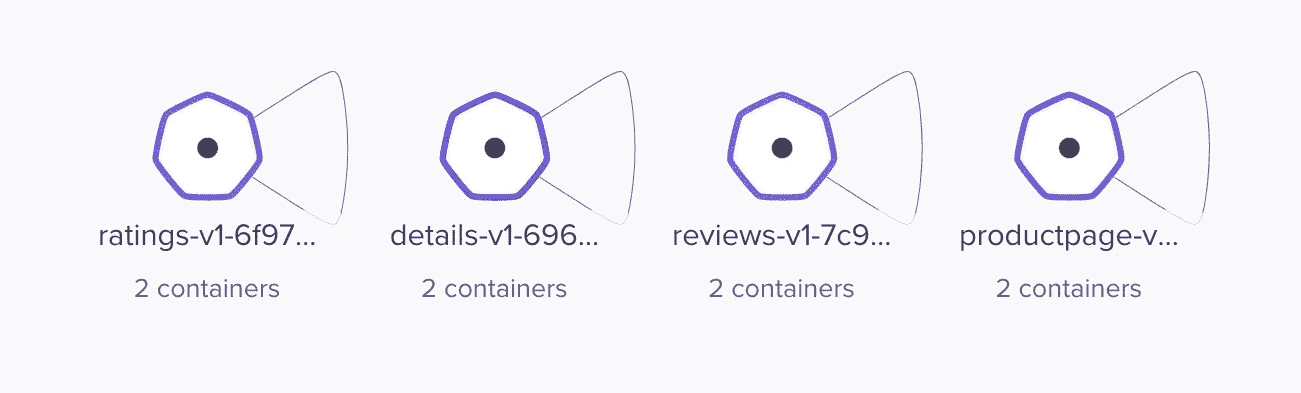 ratings-v1-6f97...
2 containers
details-v1-696...
2 containers
reviews-v1-7c9...
2 containers
productpage-v...
2 containers